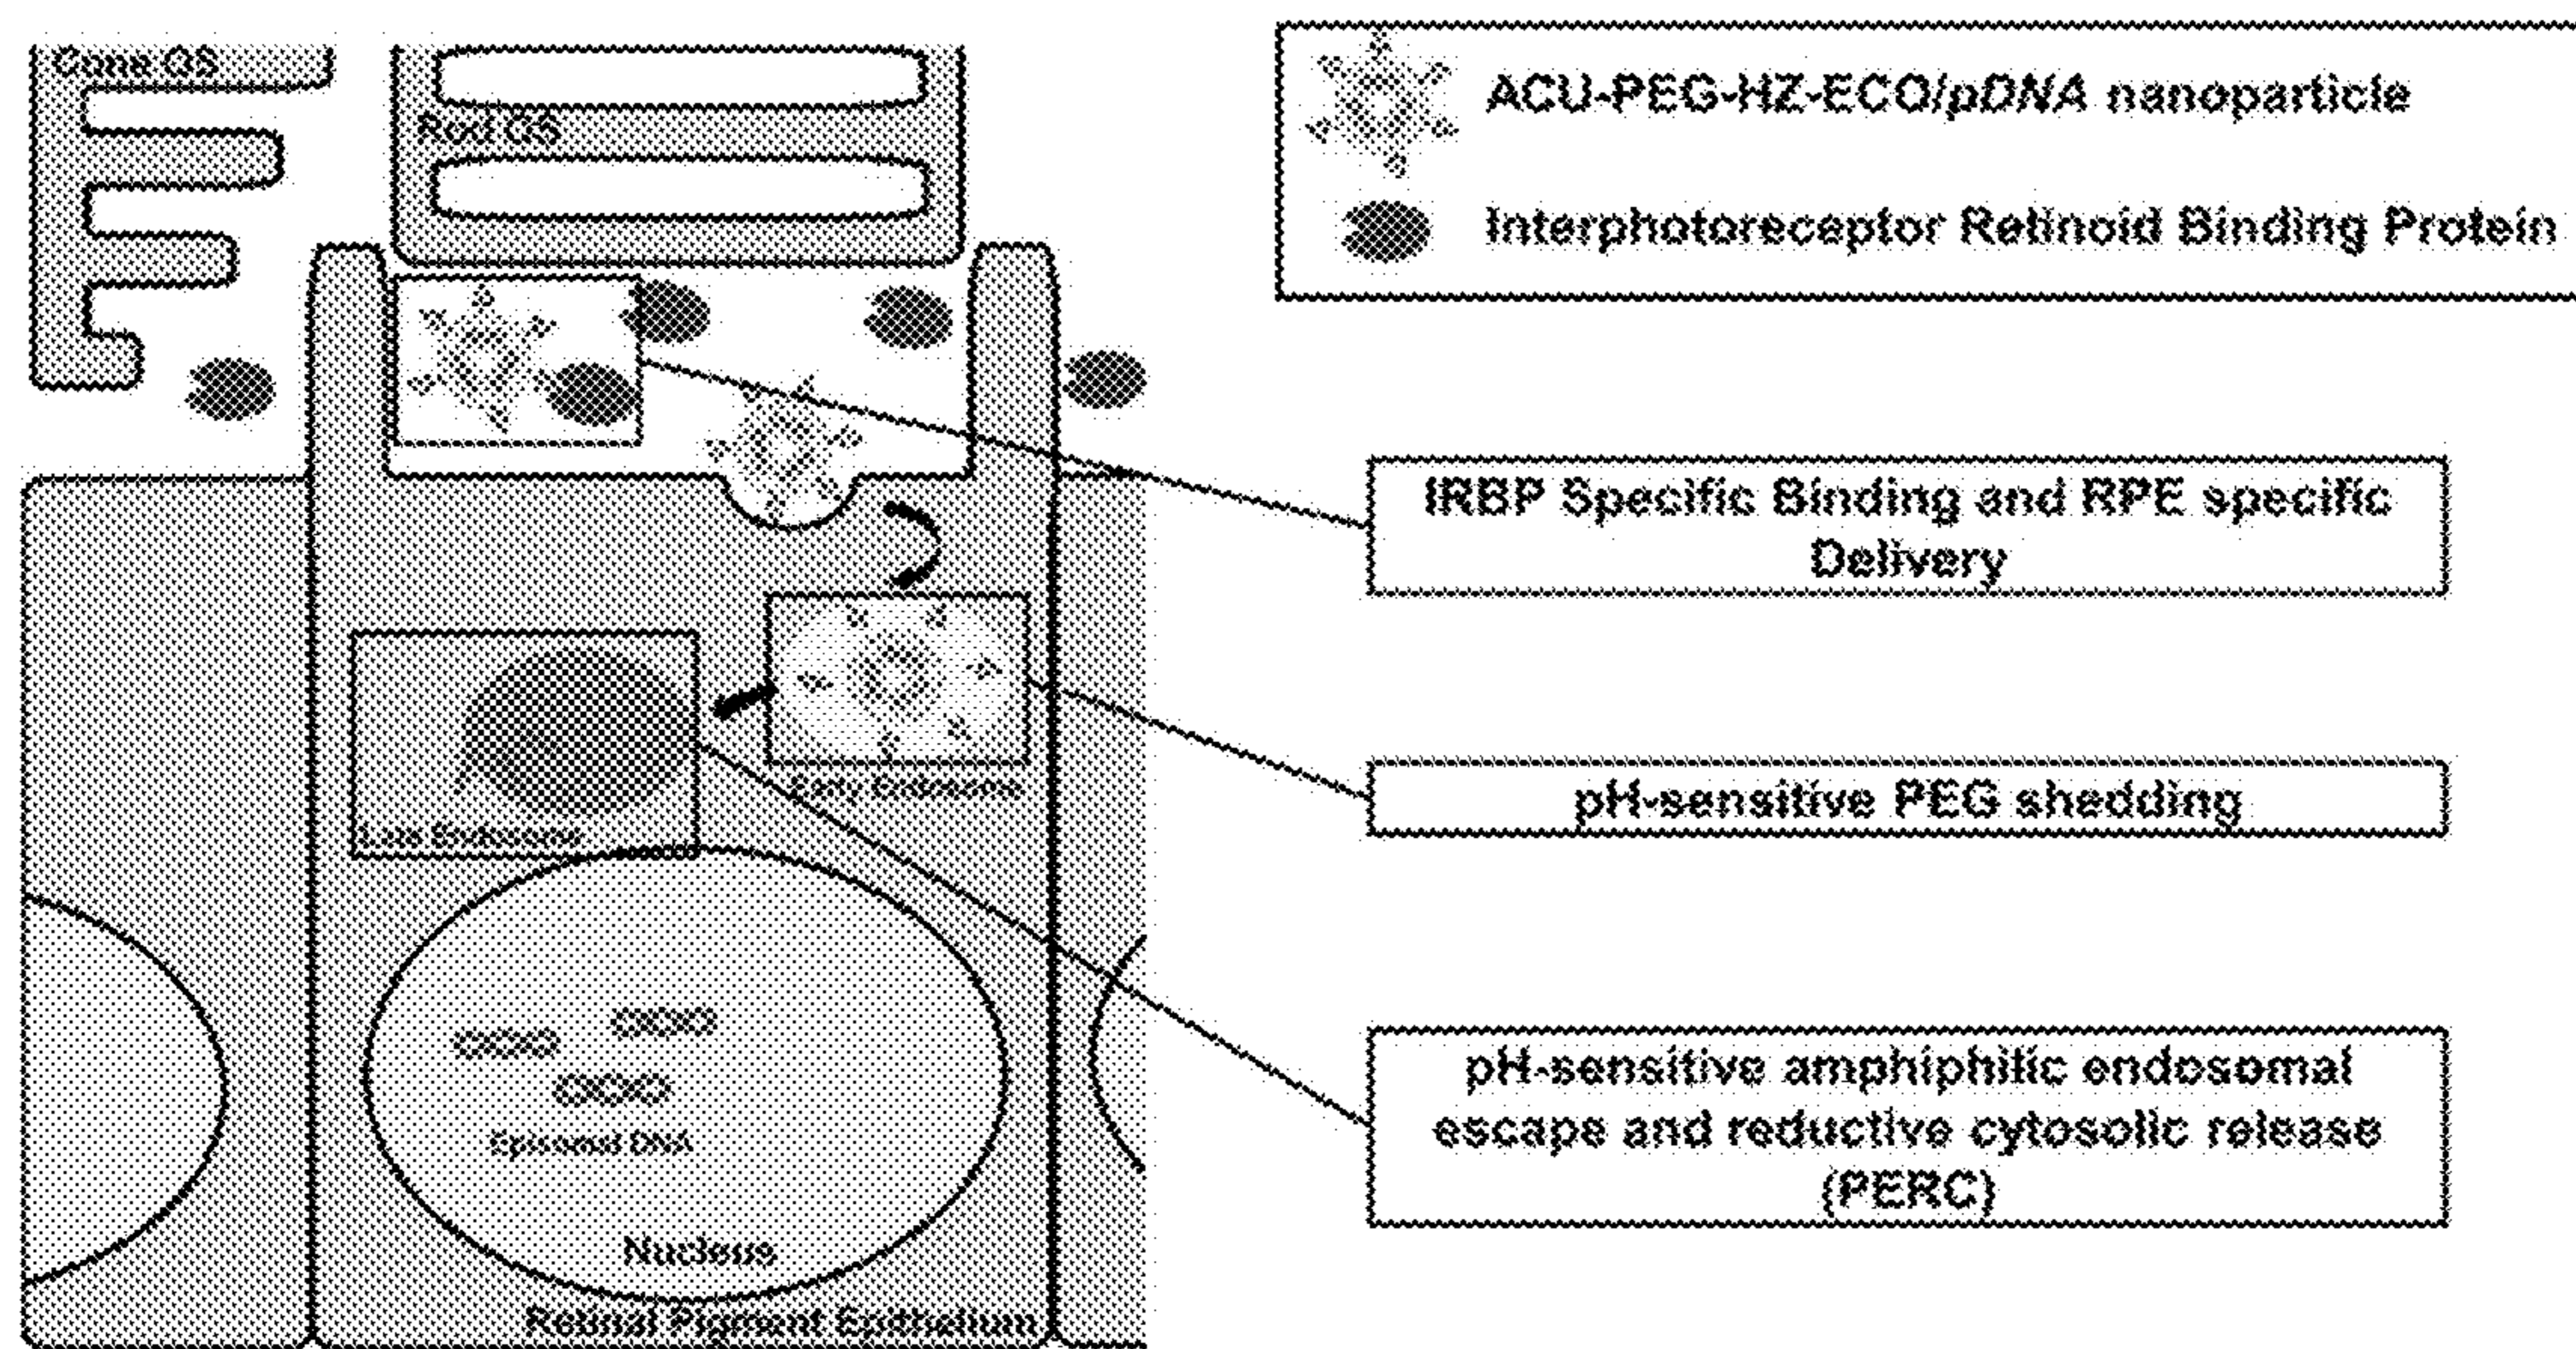 Cone OS
Rod OS
ACU-PEG-HZ-ECO/pDNA nanoparticle
Interphotoreceptor Retinoid Binding Protein
IRBP Specific Binding and RPE specific
Delivery
Early Endosome
pH-sensitive PEG shedding
Late Endosome
pH-sensitive amphiphilic endosomal
escape and reductive cytosolic release
(PERC)
Episomal DNA
Nucleus
Retinal Pigment Epithelium